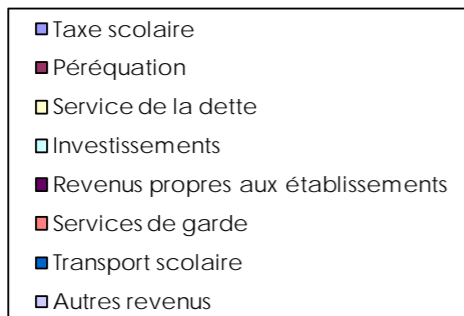 Taxe scolaire
Péréquation
Service de la dette
Investissements
Revenus propres aux établissements
Services de garde
Transport scolaire
Autres revenus